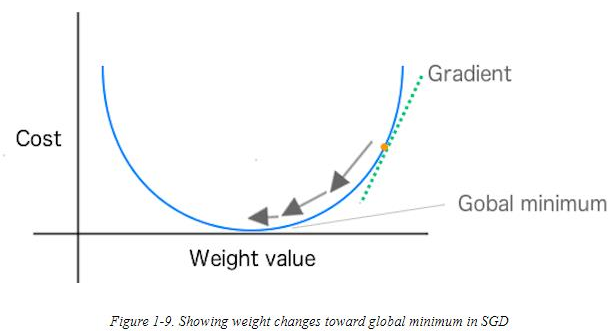 Gradient
Cost
Gobal minimum
Weight value
Figure 1-9. Showing weight changes toward global minimum in SGD